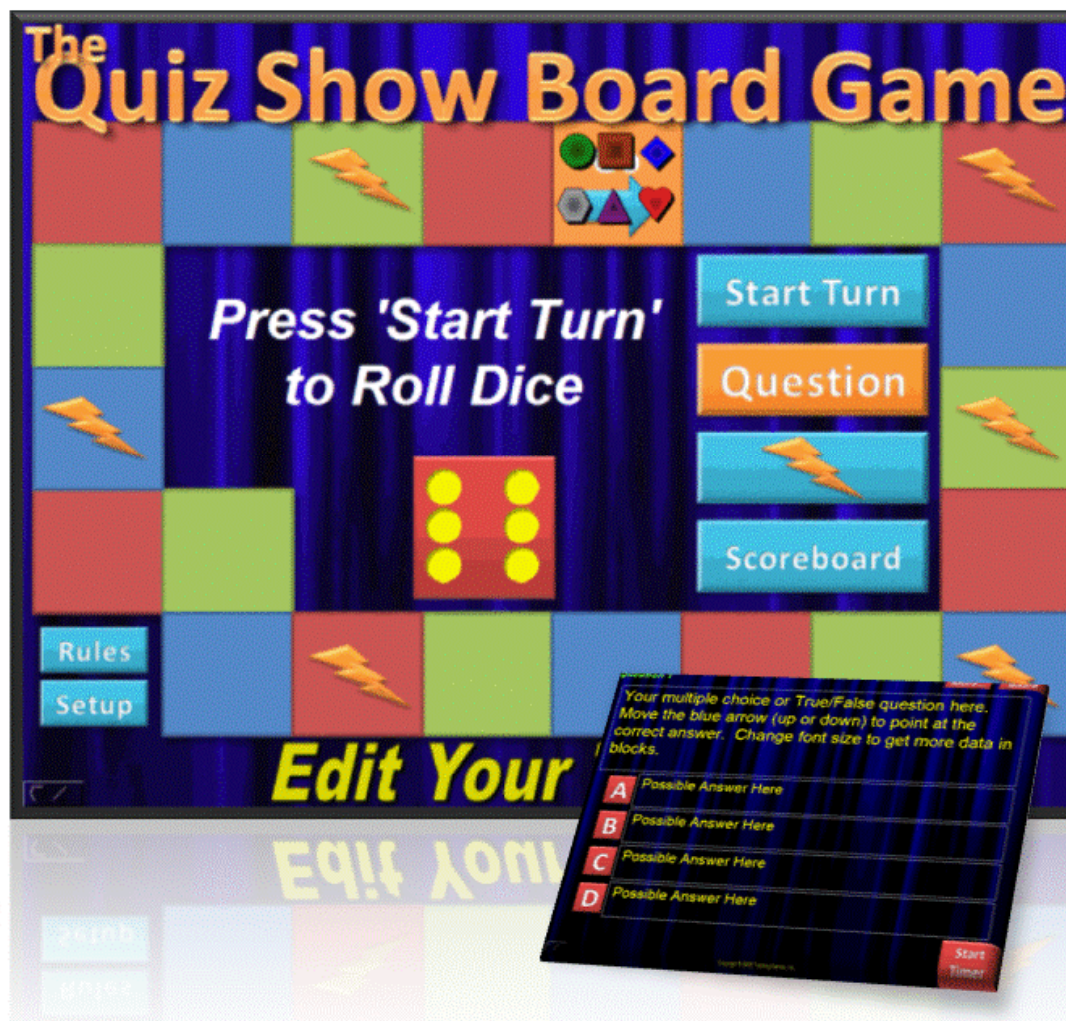 The
Quiz Show Board Game
Press 'Start Turn'
to Roll Dice
Start Turn
Question
Scoreboard
Rules
Setup
Edit Your
Your multiple choice or True/False question here.
Move the blue arrow (up or down) to point at the
correct answer. Change font size to get more data in
blocks.
A Possible Answer Here
B Possible Answer Here
C Possible Answer Here
D Possible Answer Here
Start
Timer